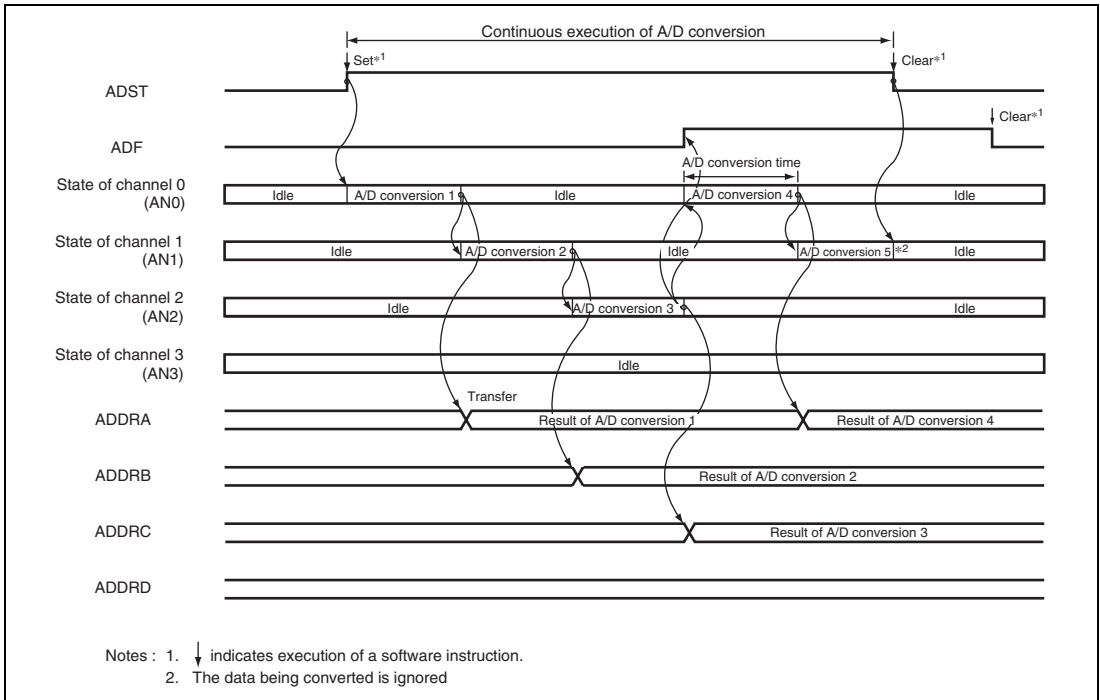 Continuous execution of A/D conversion
Set*1
Clear*1
ADST
Clear*1
ADF
A/D conversion time
State of channel 0
(AN0)
Idle
A/D conversion 1
Idle
A/D conversion 4
Idle
State of channel 1
(AN1)
Idle
A/D conversion 2
Idle
A/D conversion 5
*2
Idle
State of channel 2
(AN2)
Idle
A/D conversion 3
Idle
State of channel 3
(AN3)
Idle
Transfer
ADDRA
Result of A/D conversion 1
Result of A/D conversion 4
ADDRB
Result of A/D conversion 2
ADDRC
Result of A/D conversion 3
ADDRD
Notes : 1. ↓ indicates execution of a software instruction.
2. The data being converted is ignored